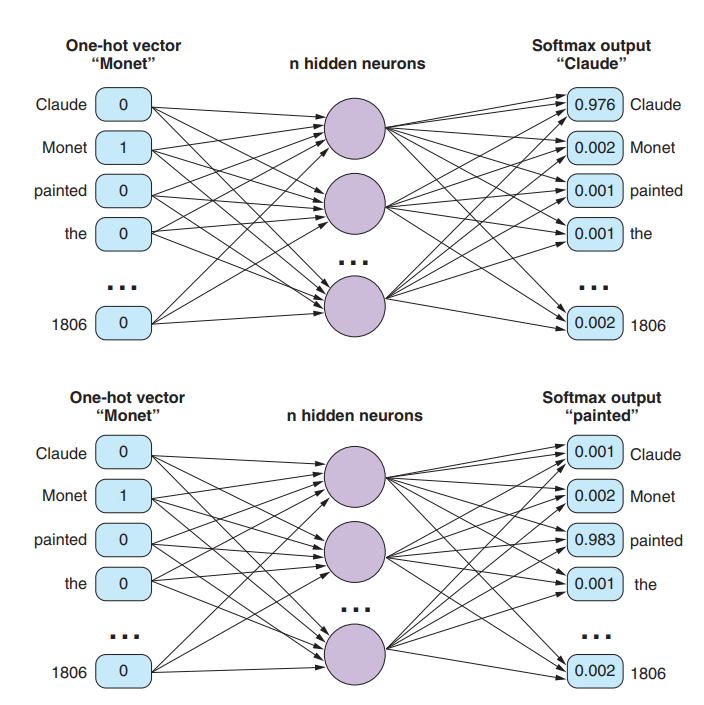 One-hot vector
“Monet”
n hidden neurons
Softmax output
“Claude”
Claude 0
Monet 1
painted 0
the 0
...
1806 0
...
0.976 Claude
0.002 Monet
0.001 painted
0.001 the
...
0.002 1806
One-hot vector
“Monet”
n hidden neurons
Softmax output
“painted”
Claude 0
Monet 1
painted 0
the 0
...
1806 0
...
0.001 Claude
0.002 Monet
0.983 painted
0.001 the
...
0.002 1806